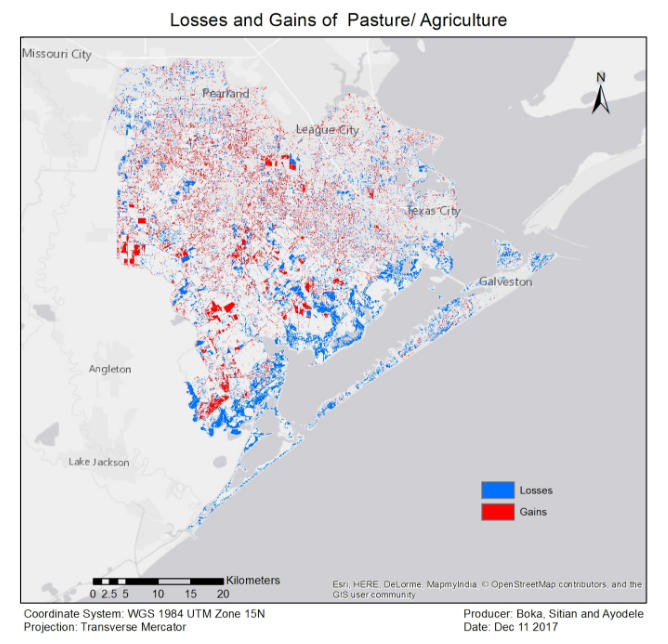 Losses and Gains of Pasture/ Agriculture
Missouri City
N
Pearland
League City
Texas City
Galveston
Angleton
Lake Jackson
Losses
Gains
Kilometers
0 2.5 5 10 15 20
Esri, HERE, DeLorme, MapmyIndia, © OpenStreetMap contributors, and the
GIS user community
Coordinate System: WGS 1984 UTM Zone 15N
Projection: Transverse Mercator
Producer: Boka, Sitian and Ayodele
Date: Dec 11 2017